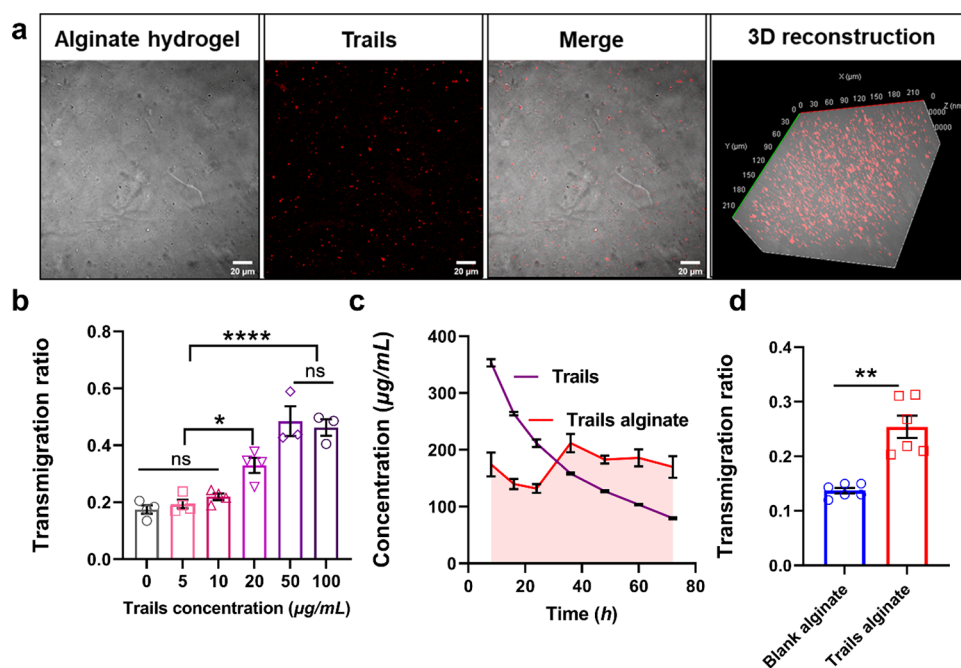 a
Alginate hydrogel
Trails
Merge
3D reconstruction
20 µm
20 µm
20 µm
X (µm)
0 30 60 90 120 150 180 210
0
Z (nm
0000
0
30
60
90
120
150
180
210
Y (µm)
b
Transmigration ratio
0.8
0.6
0.4
0.2
0.0
****
ns
*
ns
0 5 10 20 50 100
Trails concentration (µg/mL)
c
Concentration (µg/mL)
400
300
200
100
0
Trails
Trails alginate
0 20 40 60 80
Time (h)
d
Transmigration ratio
0.4
0.3
0.2
0.1
0.0
**
Blank alginate
Trails alginate